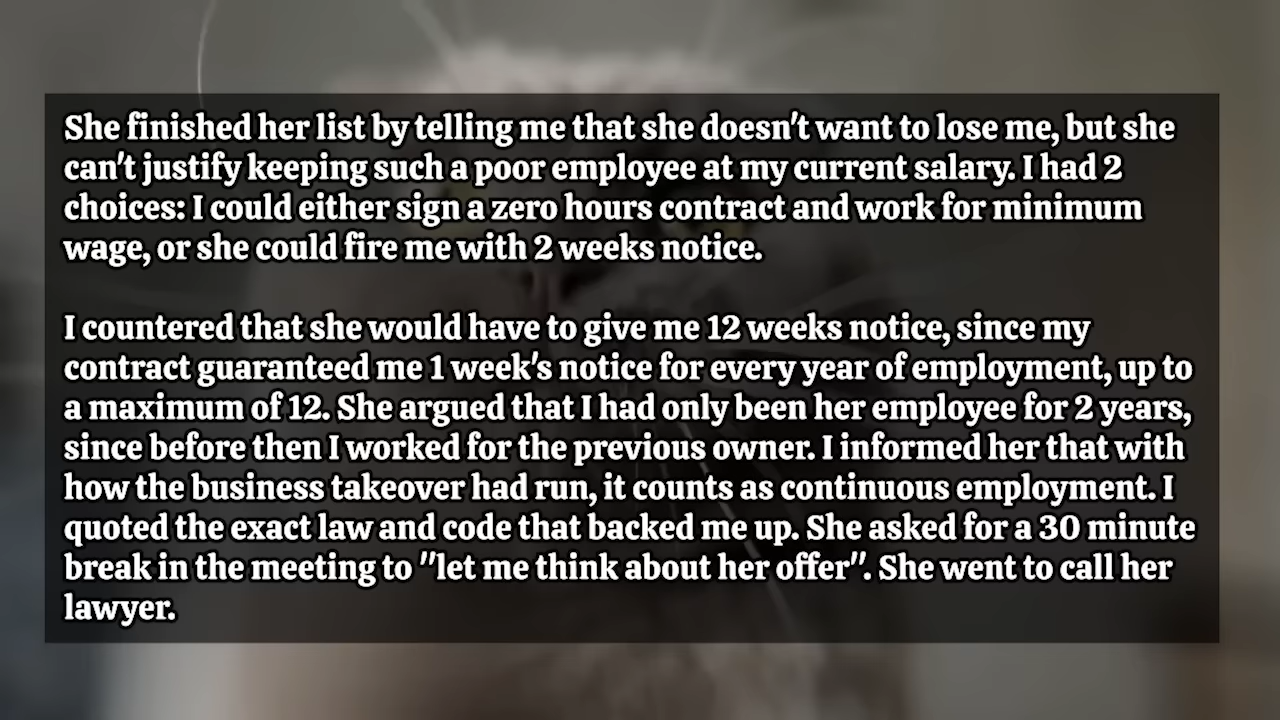 She finished her list by telling me that she doesn't want to lose me, but she
can't justify keeping such a poor employee at my current salary. I had 2
choices: I could either sign a zero hours contract and work for minimum
wage, or she could fire me with 2 weeks notice.
I countered that she would have to give me 12 weeks notice, since my
contract guaranteed me 1 week's notice for every year of employment, up to
a maximum of 12. She argued that I had only been her employee for 2 years,
since before then I worked for the previous owner. I informed her that with
how the business takeover had run, it counts as continuous employment. I
quoted the exact law and code that backed me up. She asked for a 30 minute
break in the meeting to "let me think about her offer". She went to call her
lawyer.